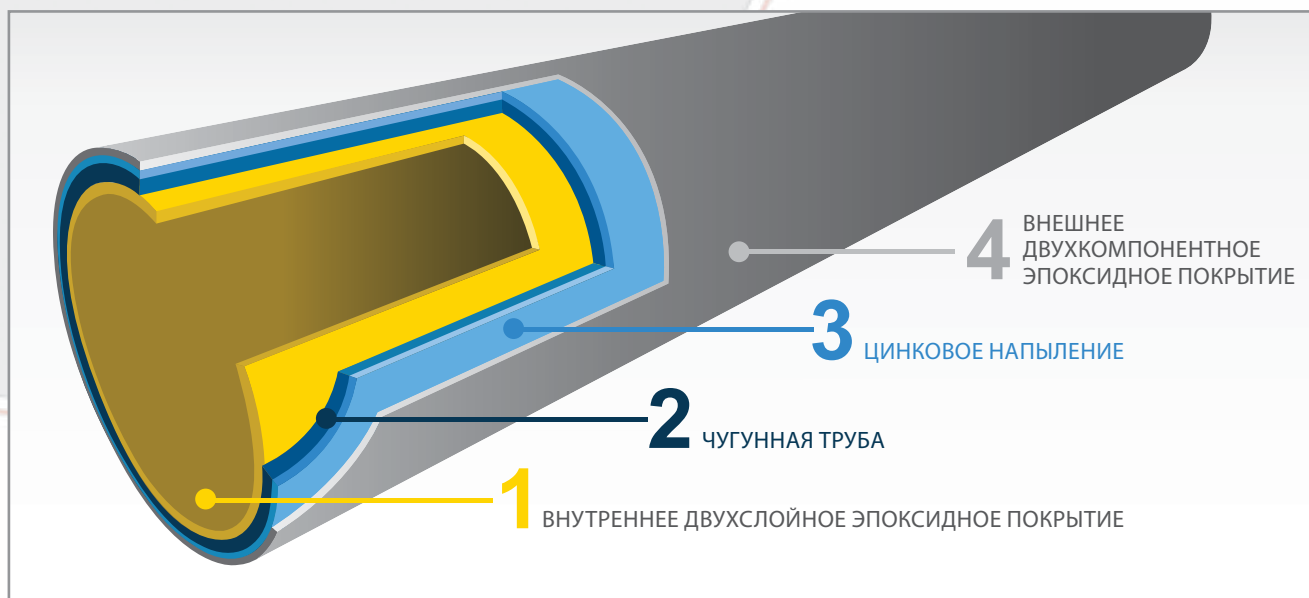 4 ВНЕШНЕЕ
ДВУХКОМПОНЕНТНОЕ
ЭПОКСИДНОЕ ПОКРЫТИЕ
3 ЦИНКОВОЕ НАПЫЛЕНИЕ
2 ЧУГУННАЯ ТРУБА
1 ВНУТРЕННЕЕ ДВУХСЛОЙНОЕ ЭПОКСИДНОЕ ПОКРЫТИЕ